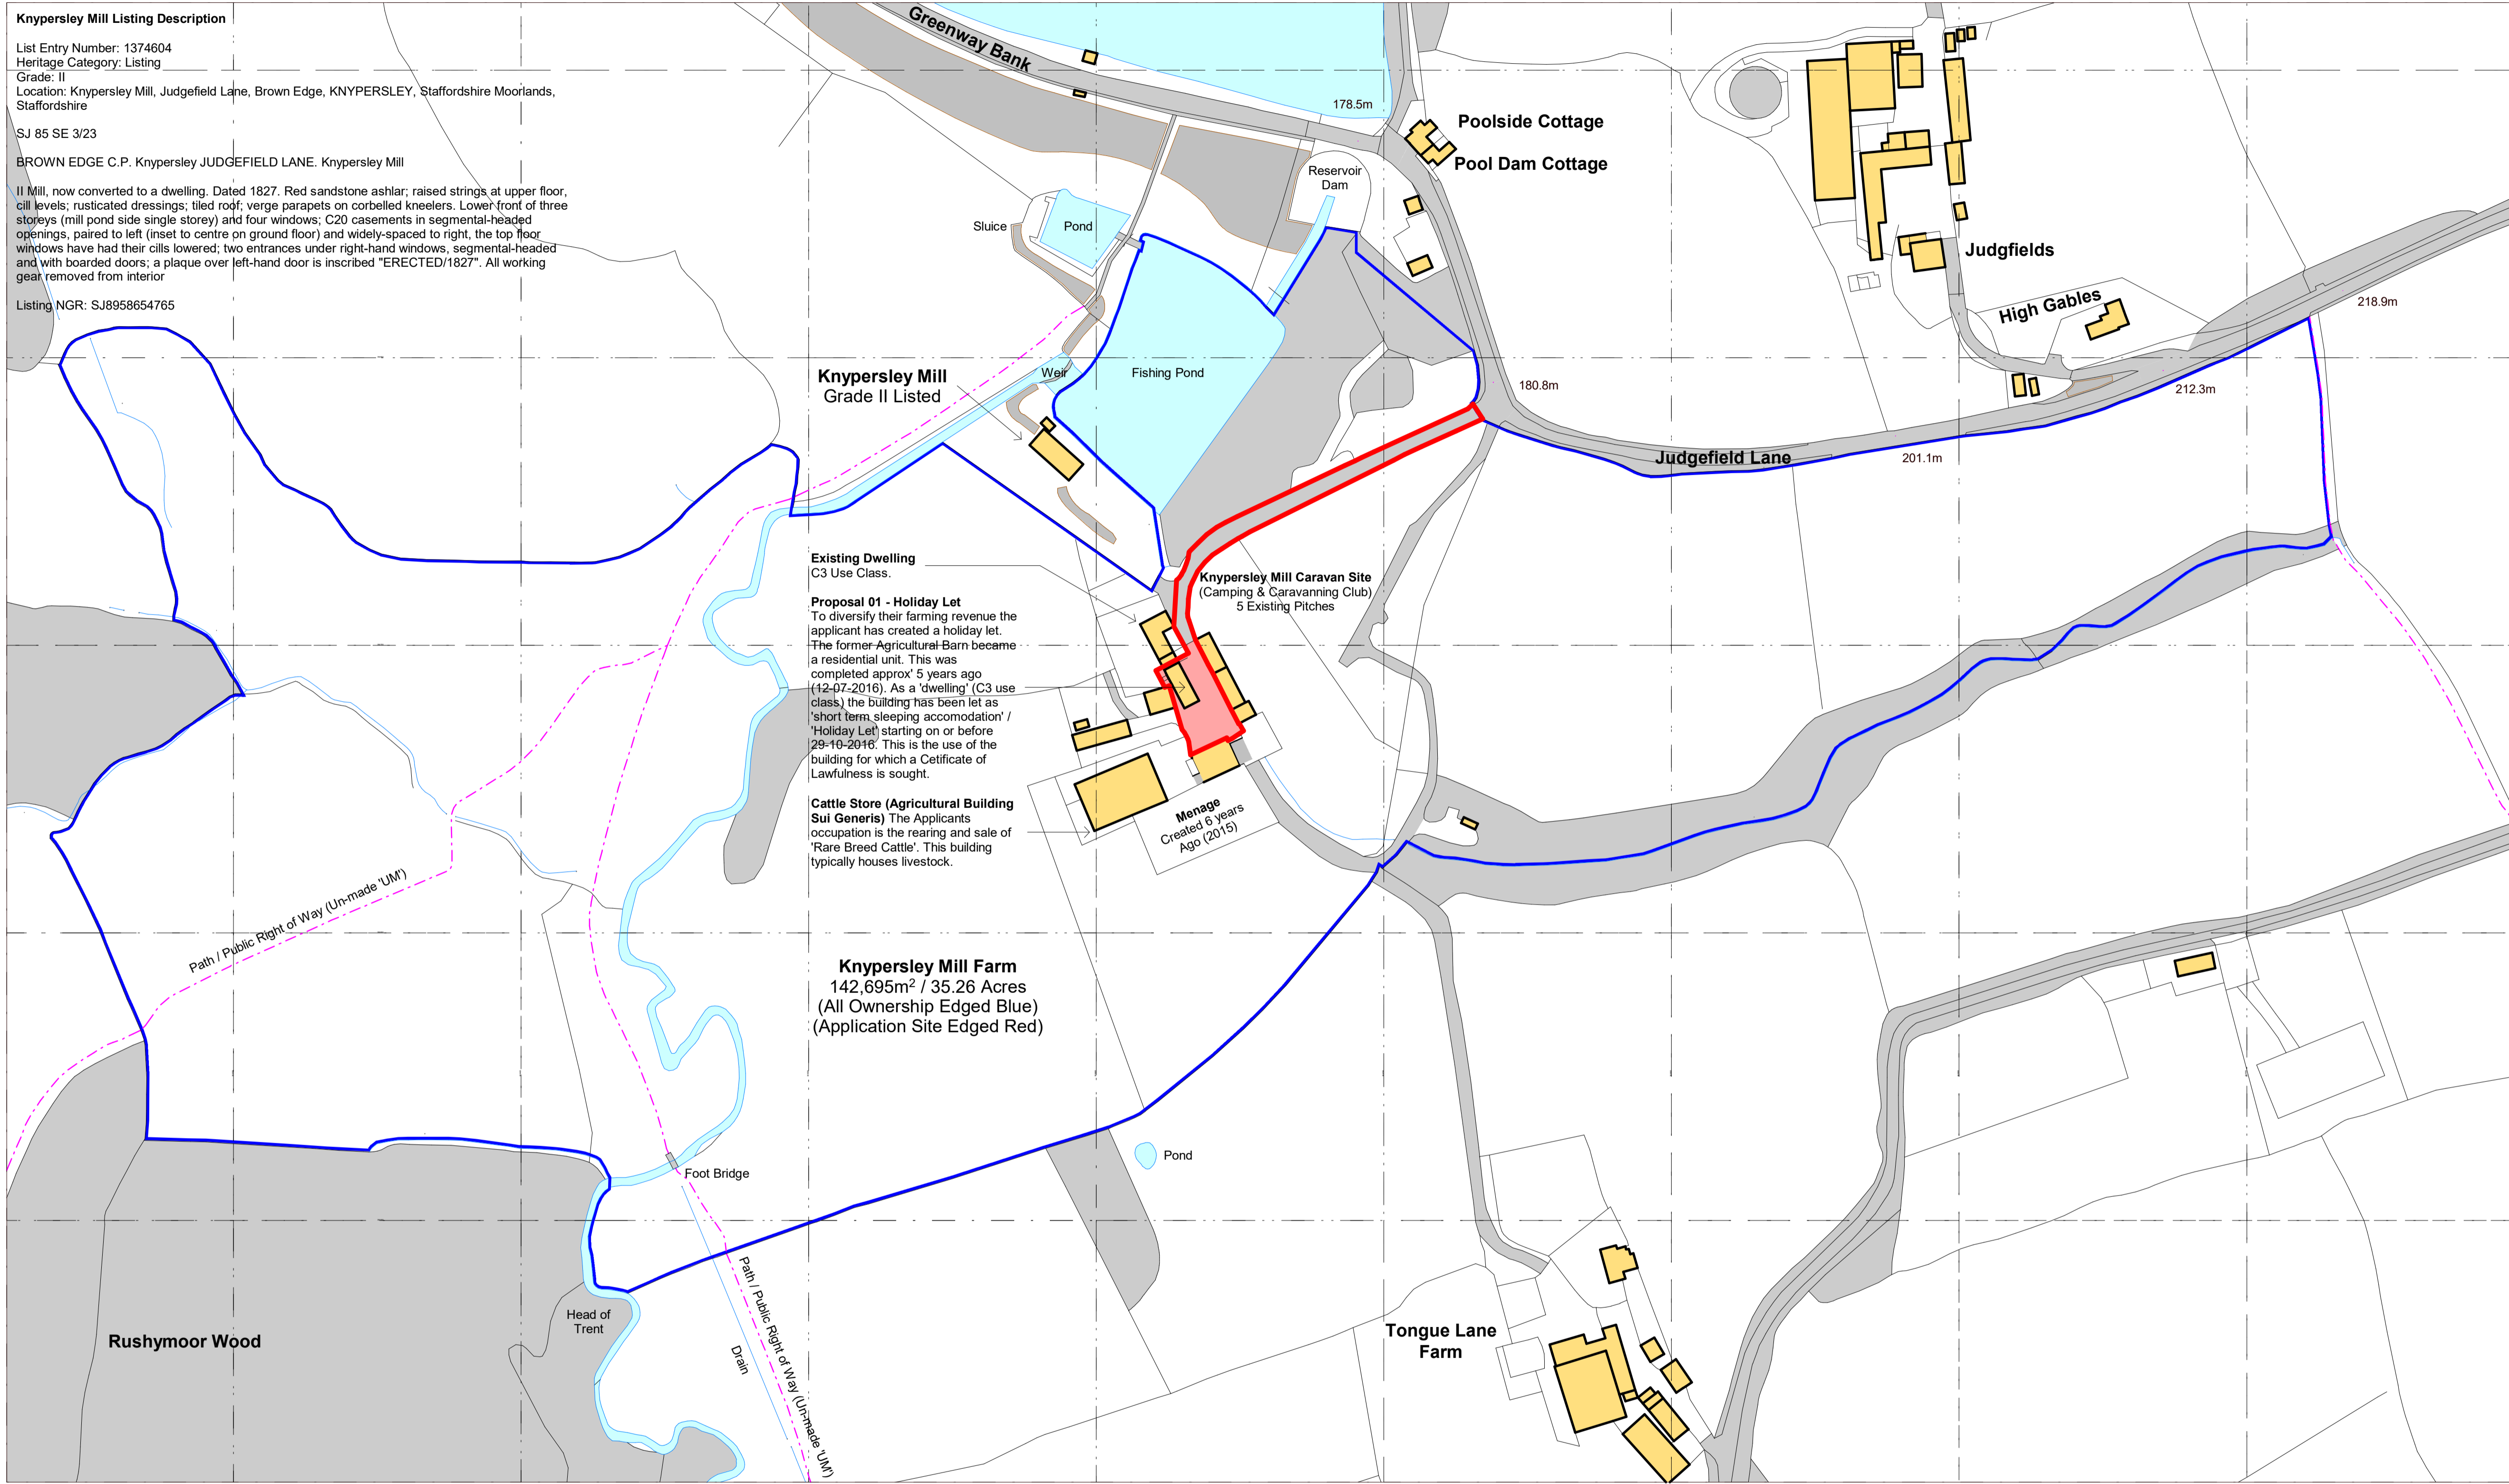 Knypersley Mill Listing Description
List Entry Number: 1374604
Heritage Category: Listing
Grade: II
Location: Knypersley Mill, Judgefield Lane, Brown Edge, KNYPERSLEY, Staffordshire Moorlands,
Staffordshire
SJ 85 SE 3/23
BROWN EDGE C.P. Knypersley JUDGEFIELD LANE. Knypersley Mill
II Mill, now converted to a dwelling. Dated 1827. Red sandstone ashlar; raised strings at upper floor,
cill levels; rusticated dressings; tiled roof; verge parapets on corbelled kneelers. Lower front of three
storeys (mill pond side single storey) and four windows; C20 casements in segmental-headed
openings, paired to left (inset to centre on ground floor) and widely-spaced to right, the top floor
windows have had their cills lowered; two entrances under right-hand windows, segmental-headed
and with boarded doors; a plaque over left-hand door is inscribed "ERECTED/1827". All working
gear removed from interior
Listing NGR: SJ8958654765
Greenway Bank
178.5m
Poolside Cottage
Pool Dam Cottage
Reservoir
Dam
Sluice
Pond
Judgfields
High Gables
218.9m
Knypersley Mill
Grade II Listed
Weir
Fishing Pond
180.8m
212.3m
Judgefield Lane
201.1m
Existing Dwelling
C3 Use Class.
Proposal 01 - Holiday Let
To diversify their farming revenue the
applicant has created a holiday let.
The former Agricultural Barn became
a residential unit. This was
completed approx' 5 years ago
(12-07-2016). As a 'dwelling' (C3 use
class) the building has been let as
'short term sleeping accomodation' /
'Holiday Let' starting on or before
29-10-2016. This is the use of the
building for which a Cetificate of
Lawfulness is sought.
Knypersley Mill Caravan Site
(Camping & Caravanning Club)
5 Existing Pitches
Cattle Store (Agricultural Building
Sui Generis) The Applicants
occupation is the rearing and sale of
'Rare Breed Cattle'. This building
typically houses livestock.
Menage
Created 6 years
Ago (2015)
Path / Public Right of Way (Un-made 'UM')
Knypersley Mill Farm
142,695m² / 35.26 Acres
(All Ownership Edged Blue)
(Application Site Edged Red)
Pond
Foot Bridge
Path / Public Right of Way (Un-made 'UM')
Drain
Head of
Trent
Rushymoor Wood
Tongue Lane
Farm